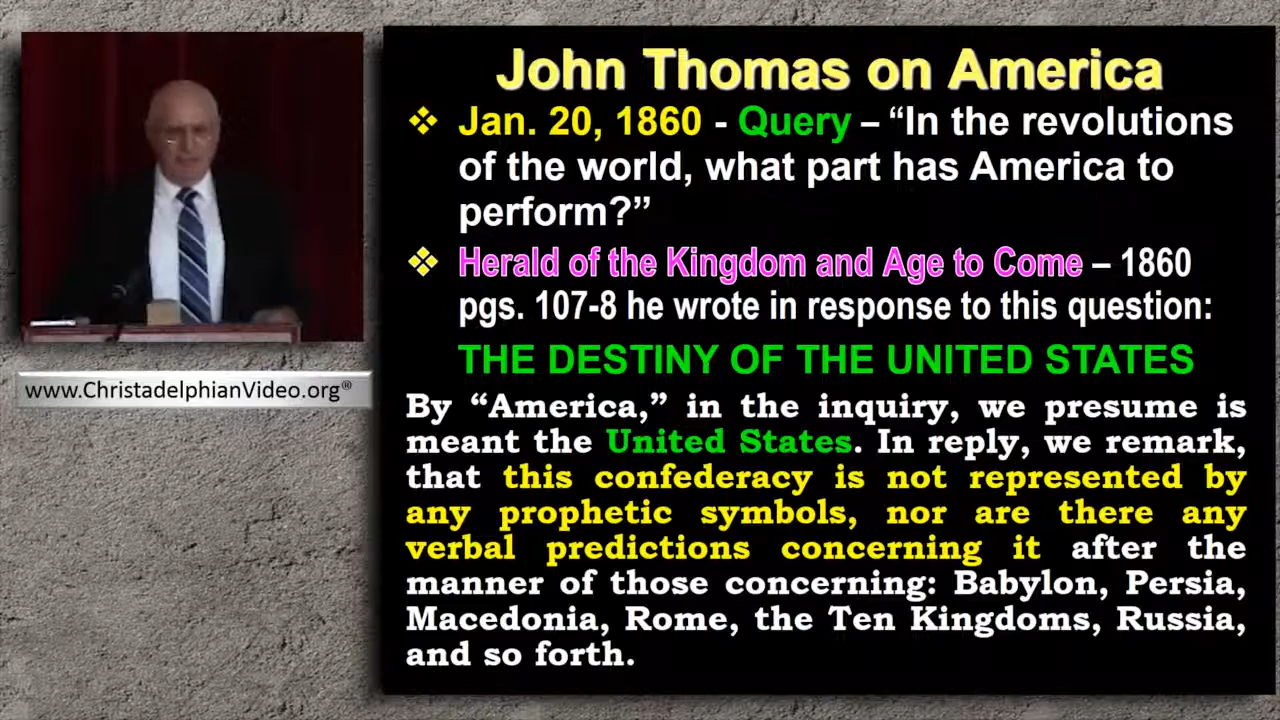 John Thomas on America
Jan. 20, 1860 - Query – “In the revolutions
of the world, what part has America to
perform?”
Herald of the Kingdom and Age to Come – 1860
pgs. 107-8 he wrote in response to this question:
THE DESTINY OF THE UNITED STATES
By “America,” in the inquiry, we presume is
meant the United States. In reply, we remark,
that this confederacy is not represented by
any prophetic symbols, nor are there any
verbal predictions concerning it after the
manner of those concerning: Babylon, Persia,
Macedonia, Rome, the Ten Kingdoms, Russia,
and so forth.
www.ChristadelphianVideo.org®